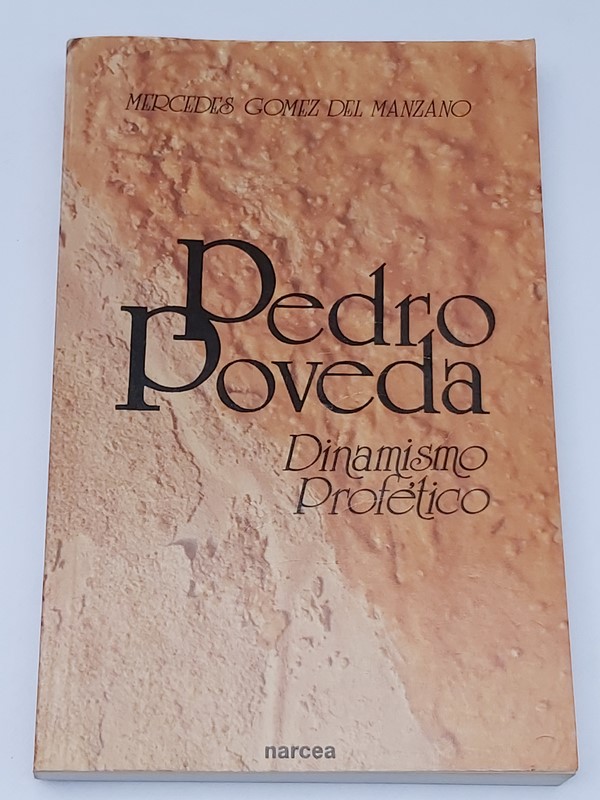 MERCEDES GOMEZ DEL MANZANO
Pedro
Poveda
Dinamismo
Profético
narcea